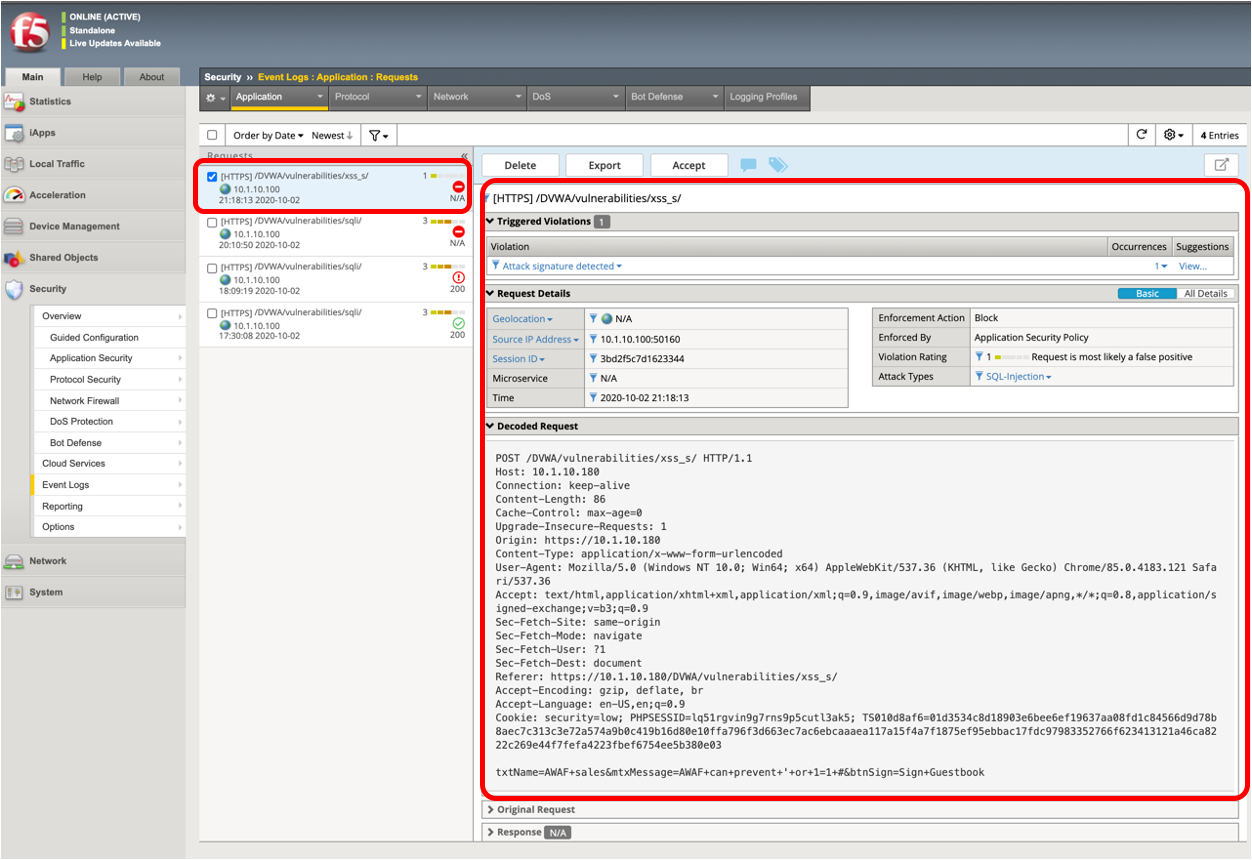 f5
ONLINE (ACTIVE)
Standalone
Live Updates Available
Main
Help
About
Statistics
iApps
Local Traffic
Acceleration
Device Management
Shared Objects
Security
Overview
Guided Configuration
Application Security
Protocol Security
Network Firewall
DoS Protection
Bot Defense
Cloud Services
Event Logs
Reporting
Options
Network
System
Security ›› Event Logs : Application : Requests
Application
Protocol
Network
DoS
Bot Defense
Logging Profiles
Order by Date
Newest
4 Entries
Requests
[HTTPS] /DVWA/vulnerabilities/xss_s/ 1
10.1.10.100
21:18:13 2020-10-02 N/A
[HTTPS] /DVWA/vulnerabilities/sqli/ 3
10.1.10.100
20:10:50 2020-10-02 N/A
[HTTPS] /DVWA/vulnerabilities/sqli/ 3
10.1.10.100
18:09:19 2020-10-02 200
[HTTPS] /DVWA/vulnerabilities/sqli/ 3
10.1.10.100
17:30:08 2020-10-02 200
Delete
Export
Accept
[HTTPS] /DVWA/vulnerabilities/xss_s/
Triggered Violations 1
Violation Occurrences Suggestions
Attack signature detected 1 View...
Request Details Basic All Details
Geolocation N/A
Source IP Address 10.1.10.100:50160
Session ID 3bd2f5c7d1623344
Microservice N/A
Time 2020-10-02 21:18:13
Enforcement Action Block
Enforced By Application Security Policy
Violation Rating 1 Request is most likely a false positive
Attack Types SQL-Injection
Decoded Request
POST /DVWA/vulnerabilities/xss_s/ HTTP/1.1
Host: 10.1.10.180
Connection: keep-alive
Content-Length: 86
Cache-Control: max-age=0
Upgrade-Insecure-Requests: 1
Origin: https://10.1.10.180
Content-Type: application/x-www-form-urlencoded
User-Agent: Mozilla/5.0 (Windows NT 10.0; Win64; x64) AppleWebKit/537.36 (KHTML, like Gecko) Chrome/85.0.4183.121 Safa
ri/537.36
Accept: text/html,application/xhtml+xml,application/xml;q=0.9,image/avif,image/webp,image/apng,*/*;q=0.8,application/s
igned-exchange;v=b3;q=0.9
Sec-Fetch-Site: same-origin
Sec-Fetch-Mode: navigate
Sec-Fetch-User: ?1
Sec-Fetch-Dest: document
Referer: https://10.1.10.180/DVWA/vulnerabilities/xss_s/
Accept-Encoding: gzip, deflate, br
Accept-Language: en-US,en;q=0.9
Cookie: security=low; PHPSESSID=lq51rgvin9g7rns9p5cutl3ak5; TS010d8af6=01d3534c8d18903e6bee6ef19637aa08fd1c84566d9d78b
8aec7c313c3e72a574a9b0c419b16d80e10ffa796f3d663ec7ac6ebcaaaea117a15f4a7f1875ef95ebbac17fdc97983352766f623413121a46ca82
22c269e44f7fefa4223fbef6754ee5b380e03
txtName=AWAF+sales&mtxMessage=AWAF+can+prevent+'+or+1=1+#&btnSign=Sign+Guestbook
Original Request
Response N/A